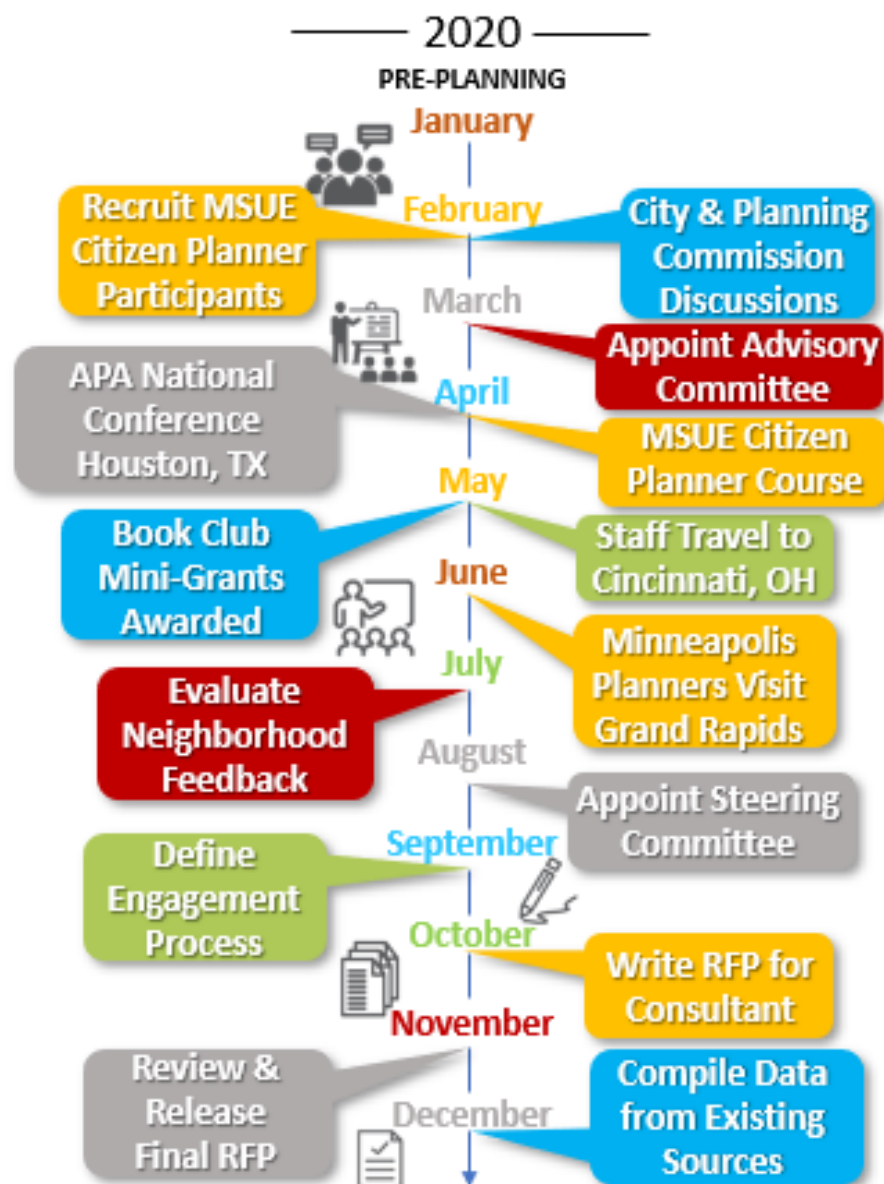 2020
PRE-PLANNING
January
February
Recruit MSUE
Citizen Planner
Participants
City & Planning
Commission
Discussions
March
Appoint Advisory
Committee
APA National
Conference
Houston, TX
April
MSUE Citizen
Planner Course
May
Book Club
Mini-Grants
Awarded
Staff Travel to
Cincinnati, OH
June
Minneapolis
Planners Visit
Grand Rapids
July
Evaluate
Neighborhood
Feedback
August
Appoint Steering
Committee
September
Define
Engagement
Process
October
Write RFP for
Consultant
November
Review &
Release
Final RFP
December
Compile Data
from Existing
Sources